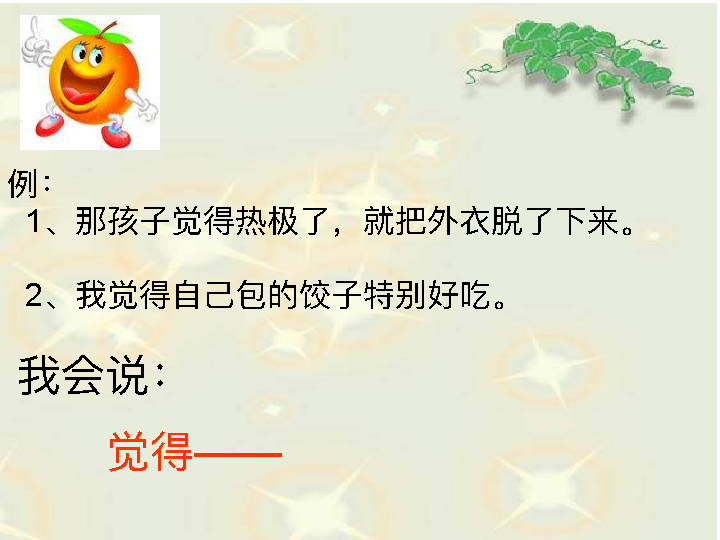 例：
1、那孩子觉得热极了，就把外衣脱了下来。
2、我觉得自己包的饺子特别好吃。
我会说：
觉得——